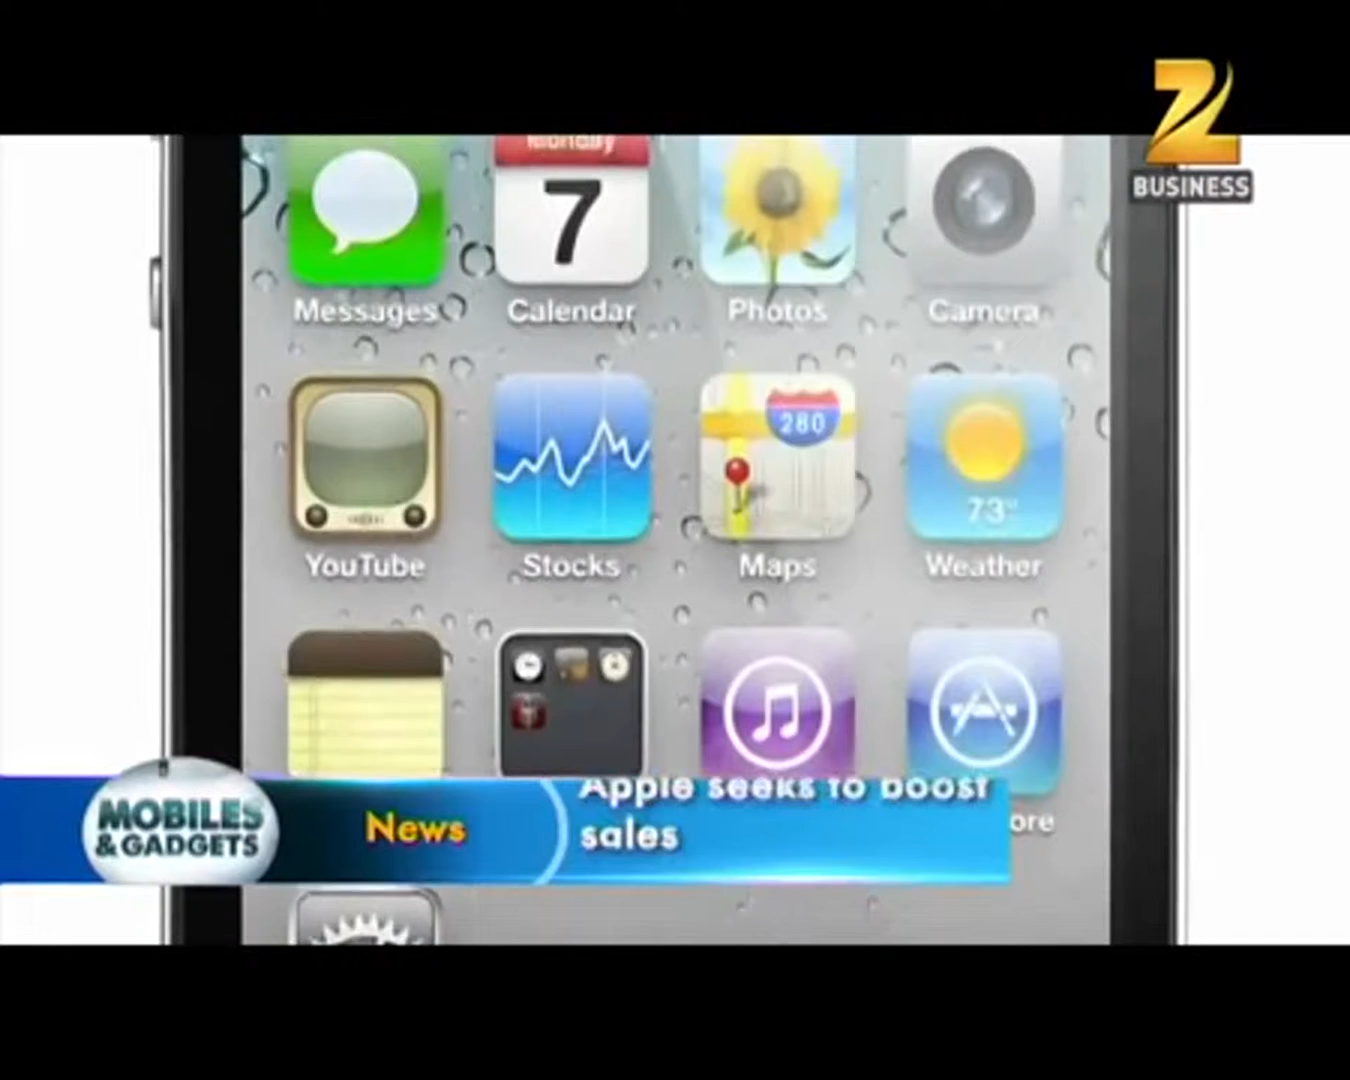 BUSINESS
Monday
7
Messages
Calendar
Photos
Camera
280
73°
YouTube
Stocks
Maps
Weather
MOBILES
& GADGETS
News
Apple seeks to boost
sales
ore